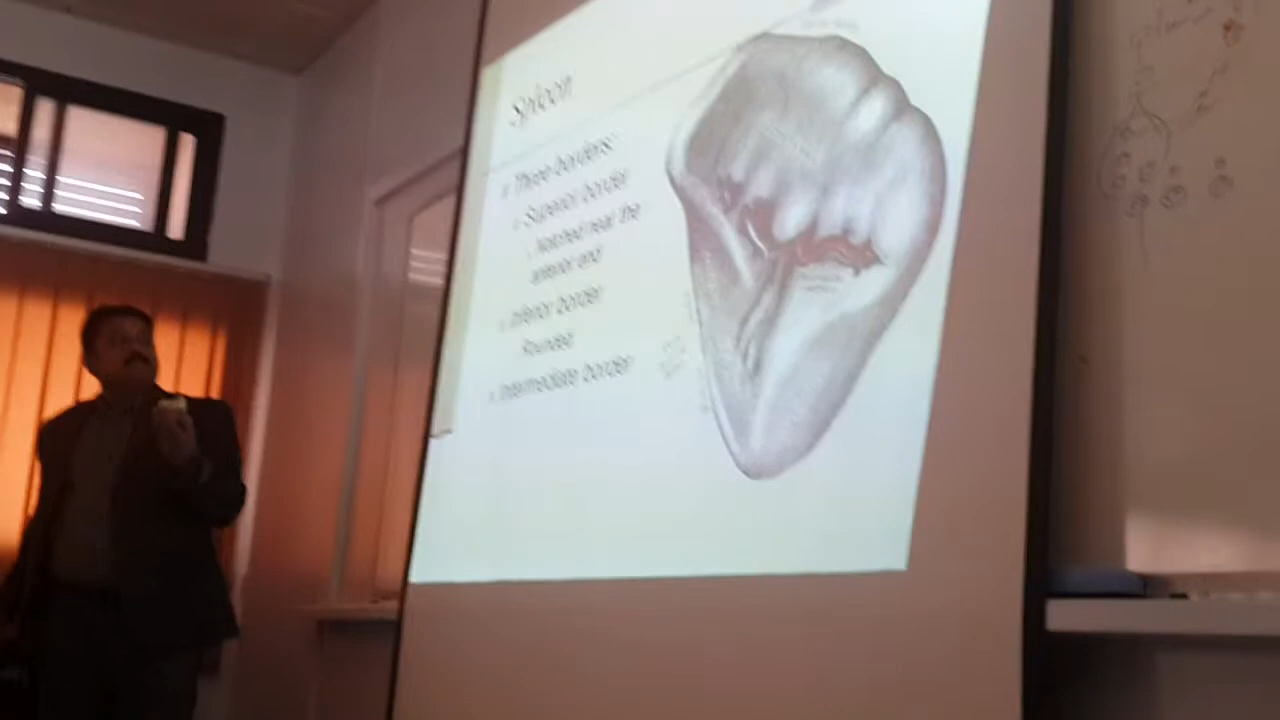 Spleen
Three borders:
Superior border
Notched near the
anterior end
Inferior border
Rounded
Intermediate border